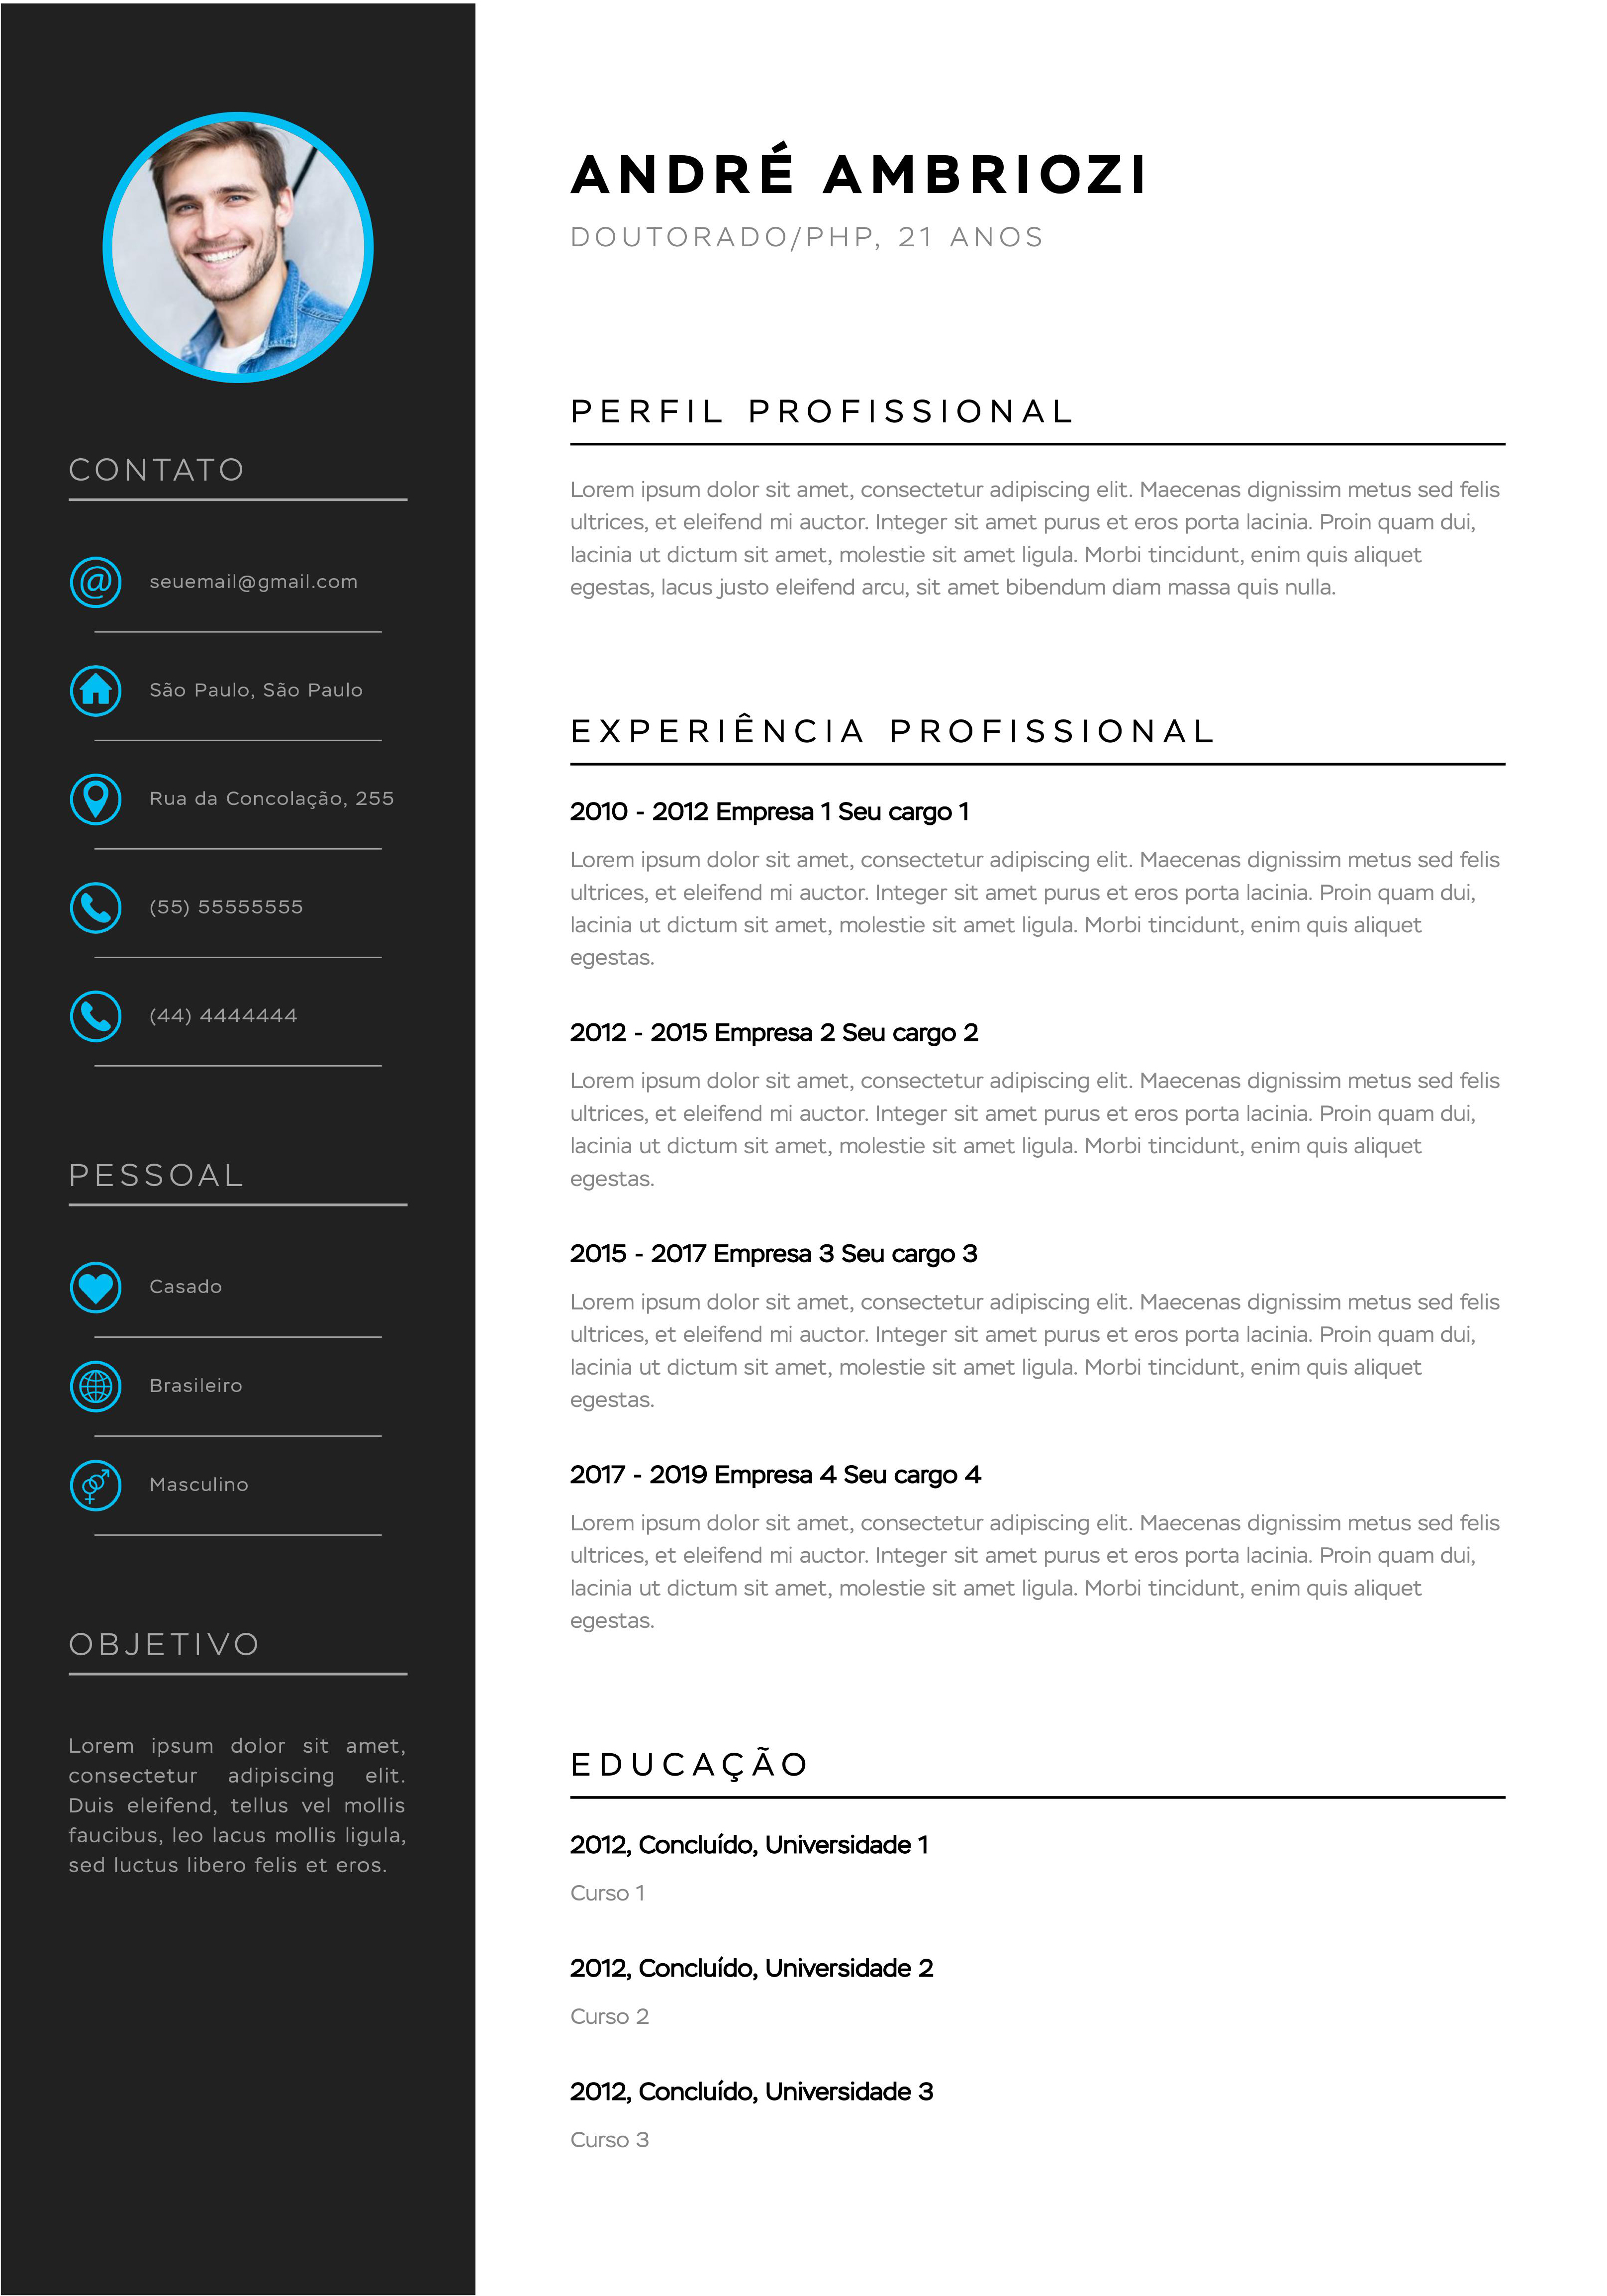 CONTATO
seuemail@gmail.com
São Paulo, São Paulo
Rua da Concolação, 255
(55) 55555555
(44) 4444444
PESSOAL
Casado
Brasileiro
Masculino
OBJETIVO
Lorem ipsum dolor sit amet,
consectetur adipiscing elit.
Duis eleifend, tellus vel mollis
faucibus, leo lacus mollis ligula,
sed luctus libero felis et eros.
ANDRÉ AMBRIOZI
DOUTORADO/PHP, 21 ANOS
PERFIL PROFISSIONAL
Lorem ipsum dolor sit amet, consectetur adipiscing elit. Maecenas dignissim metus sed felis
ultrices, et eleifend mi auctor. Integer sit amet purus et eros porta lacinia. Proin quam dui,
lacinia ut dictum sit amet, molestie sit amet ligula. Morbi tincidunt, enim quis aliquet
egestas, lacus justo eleifend arcu, sit amet bibendum diam massa quis nulla.
EXPERIÊNCIA PROFISSIONAL
2010 - 2012 Empresa 1 Seu cargo 1
Lorem ipsum dolor sit amet, consectetur adipiscing elit. Maecenas dignissim metus sed felis
ultrices, et eleifend mi auctor. Integer sit amet purus et eros porta lacinia. Proin quam dui,
lacinia ut dictum sit amet, molestie sit amet ligula. Morbi tincidunt, enim quis aliquet
egestas.
2012 - 2015 Empresa 2 Seu cargo 2
Lorem ipsum dolor sit amet, consectetur adipiscing elit. Maecenas dignissim metus sed felis
ultrices, et eleifend mi auctor. Integer sit amet purus et eros porta lacinia. Proin quam dui,
lacinia ut dictum sit amet, molestie sit amet ligula. Morbi tincidunt, enim quis aliquet
egestas.
2015 - 2017 Empresa 3 Seu cargo 3
Lorem ipsum dolor sit amet, consectetur adipiscing elit. Maecenas dignissim metus sed felis
ultrices, et eleifend mi auctor. Integer sit amet purus et eros porta lacinia. Proin quam dui,
lacinia ut dictum sit amet, molestie sit amet ligula. Morbi tincidunt, enim quis aliquet
egestas.
2017 - 2019 Empresa 4 Seu cargo 4
Lorem ipsum dolor sit amet, consectetur adipiscing elit. Maecenas dignissim metus sed felis
ultrices, et eleifend mi auctor. Integer sit amet purus et eros porta lacinia. Proin quam dui,
lacinia ut dictum sit amet, molestie sit amet ligula. Morbi tincidunt, enim quis aliquet
egestas.
EDUCAÇÃO
2012, Concluído, Universidade 1
Curso 1
2012, Concluído, Universidade 2
Curso 2
2012, Concluído, Universidade 3
Curso 3